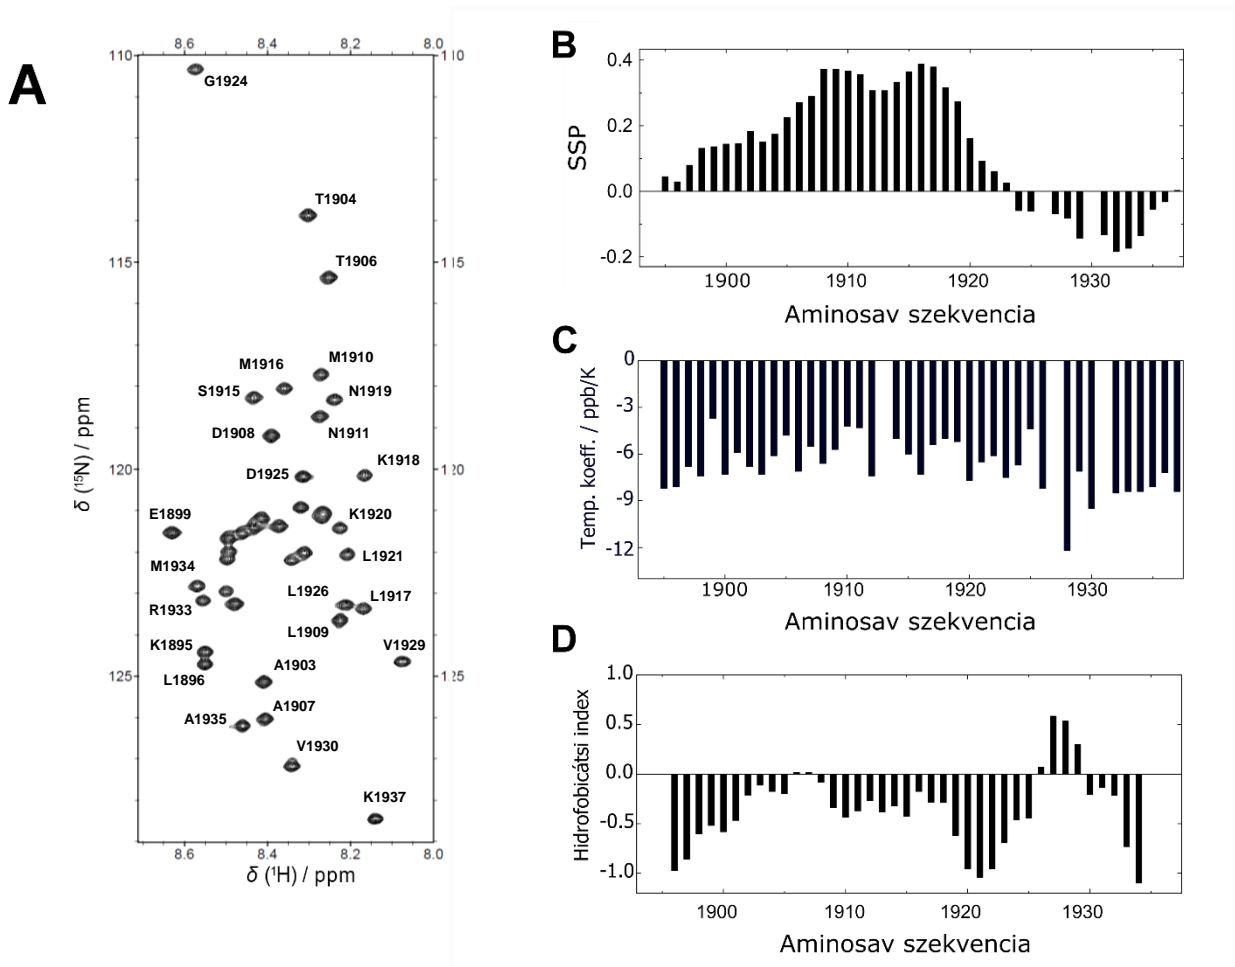 A
8.6 8.4 8.2 8.0
110 110
G1924
T1904
T1906
115 115
M1910
M1916
S1915 N1919
D1908 N1911
K1918
D1925
120 120
E1899 K1920
L1921
M1934
L1926 L1917
R1933
L1909
K1895 V1929
A1903
L1896
125 125
A1907
A1935
V1930
K1937
8.6 8.4 8.2 8.0
δ (¹H) / ppm
δ (¹⁵N) / ppm
B
0.4
0.2
0.0
-0.2
SSP
1900 1910 1920 1930
Aminosav szekvencia
C
0
-3
-6
-9
-12
Temp. koeff. / ppb/K
1900 1910 1920 1930
Aminosav szekvencia
D
1.0
0.5
0.0
-0.5
-1.0
Hidrofobicátsi index
1900 1910 1920 1930
Aminosav szekvencia